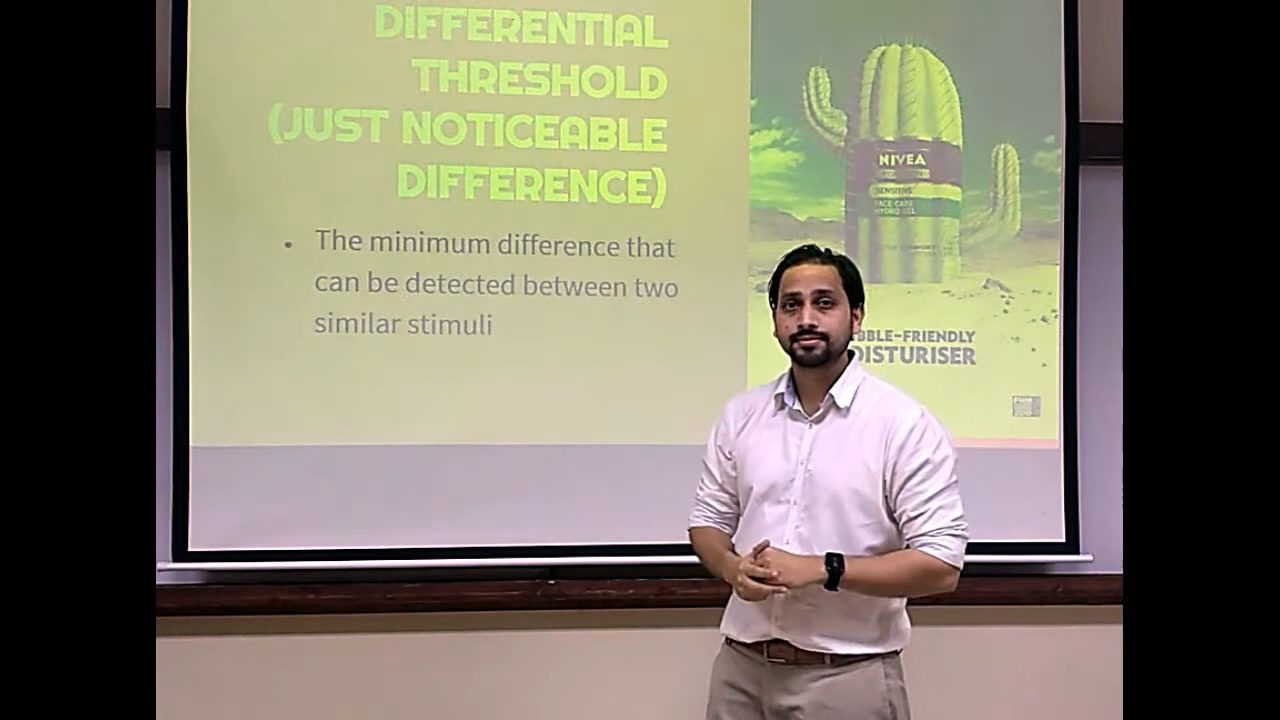 DIFFERENTIAL
THRESHOLD
(JUST NOTICEABLE
DIFFERENCE)
• The minimum difference that
can be detected between two
similar stimuli
NIVEA
SENSITIVE
FACE CARE
HYDRO GEL
BBLE-FRIENDLY
OISTURISER